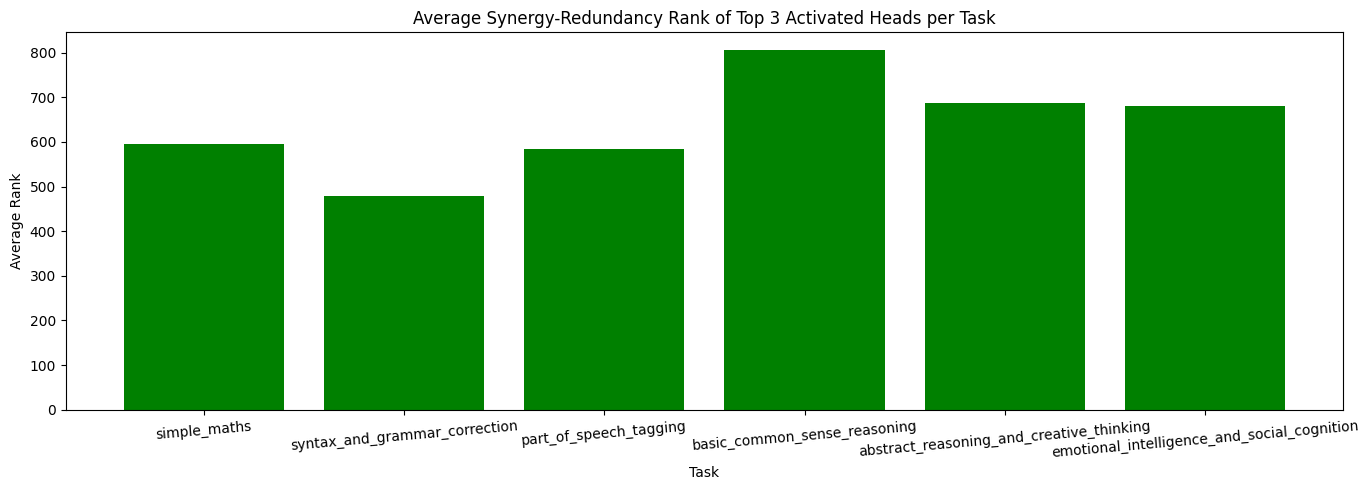 Average Synergy-Redundancy Rank of Top 3 Activated Heads per Task
Average Rank
800
700
600
500
400
300
200
100
0
simple_maths
syntax_and_grammar_correction
part_of_speech_tagging
basic_common_sense_reasoning
abstract_reasoning_and_creative_thinking
emotional_intelligence_and_social_cognition
Task